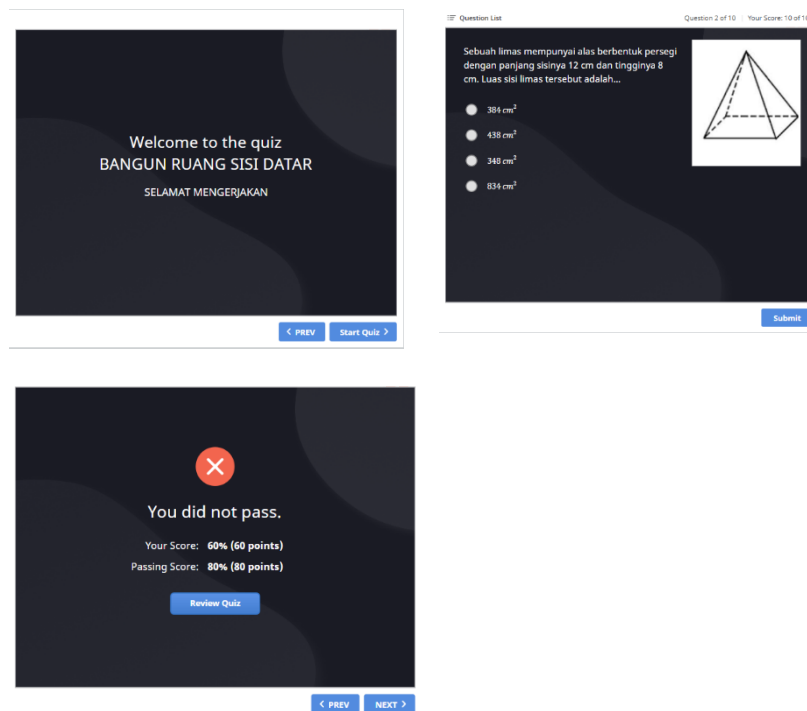 Welcome to the quiz
BANGUN RUANG SISI DATAR
SELAMAT MENGERJAKAN
PREV
Start Quiz
Question List
Question 2 of 10
Your Score: 10 of
Sebuah limas mempunyai alas berbentuk persegi
dengan panjang sisinya 12 cm dan tingginya 8
cm. Luas sisi limas tersebut adalah...
384 cm²
438 cm²
348 cm²
834 cm²
Submit
You did not pass.
Your Score: 60% (60 points)
Passing Score: 80% (80 points)
Review Quiz
PREV
NEXT